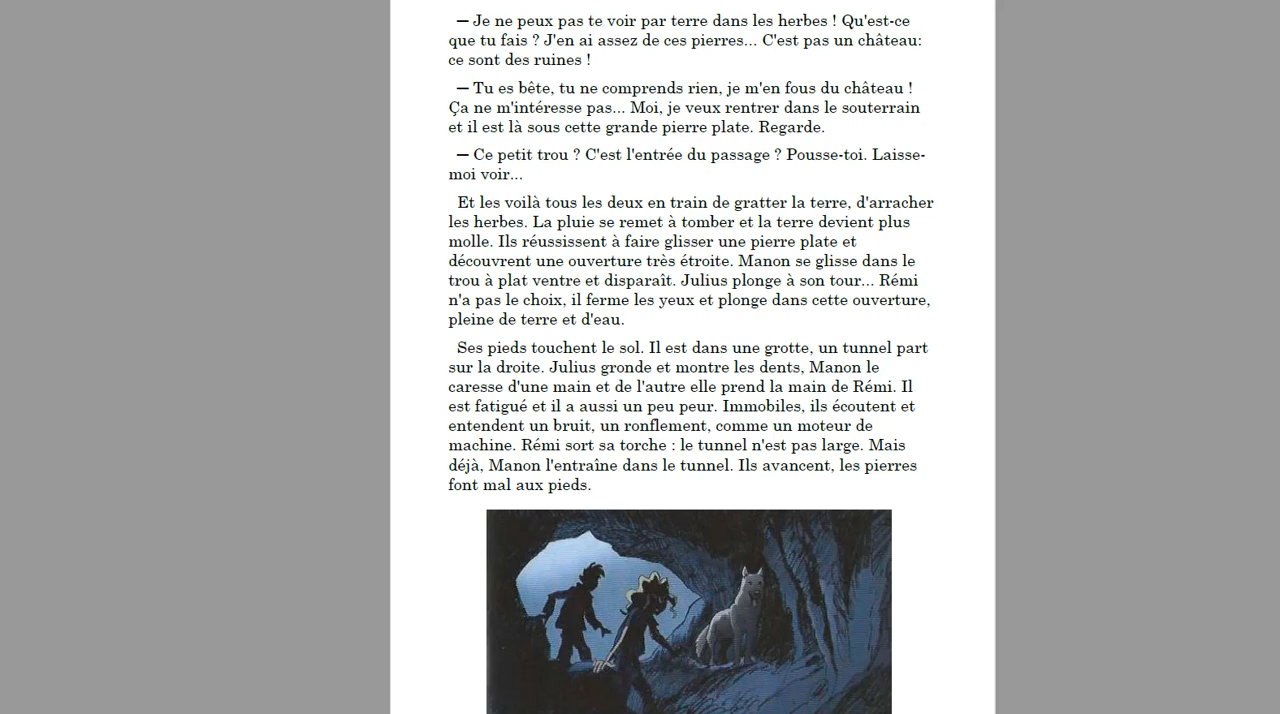 — Je ne peux pas te voir par terre dans les herbes ! Qu'est-ce
que tu fais ? J'en ai assez de ces pierres... C'est pas un château:
ce sont des ruines !
— Tu es bête, tu ne comprends rien, je m'en fous du château !
Ça ne m'intéresse pas... Moi, je veux rentrer dans le souterrain
et il est là sous cette grande pierre plate. Regarde.
— Ce petit trou ? C'est l'entrée du passage ? Pousse-toi. Laisse-
moi voir...
Et les voilà tous les deux en train de gratter la terre, d'arracher
les herbes. La pluie se remet à tomber et la terre devient plus
molle. Ils réussissent à faire glisser une pierre plate et
découvrent une ouverture très étroite. Manon se glisse dans le
trou à plat ventre et disparaît. Julius plonge à son tour... Rémi
n'a pas le choix, il ferme les yeux et plonge dans cette ouverture,
pleine de terre et d'eau.
Ses pieds touchent le sol. Il est dans une grotte, un tunnel part
sur la droite. Julius gronde et montre les dents, Manon le
caresse d'une main et de l'autre elle prend la main de Rémi. Il
est fatigué et il a aussi un peu peur. Immobiles, ils écoutent et
entendent un bruit, un ronflement, comme un moteur de
machine. Rémi sort sa torche : le tunnel n'est pas large. Mais
déjà, Manon l'entraîne dans le tunnel. Ils avancent, les pierres
font mal aux pieds.